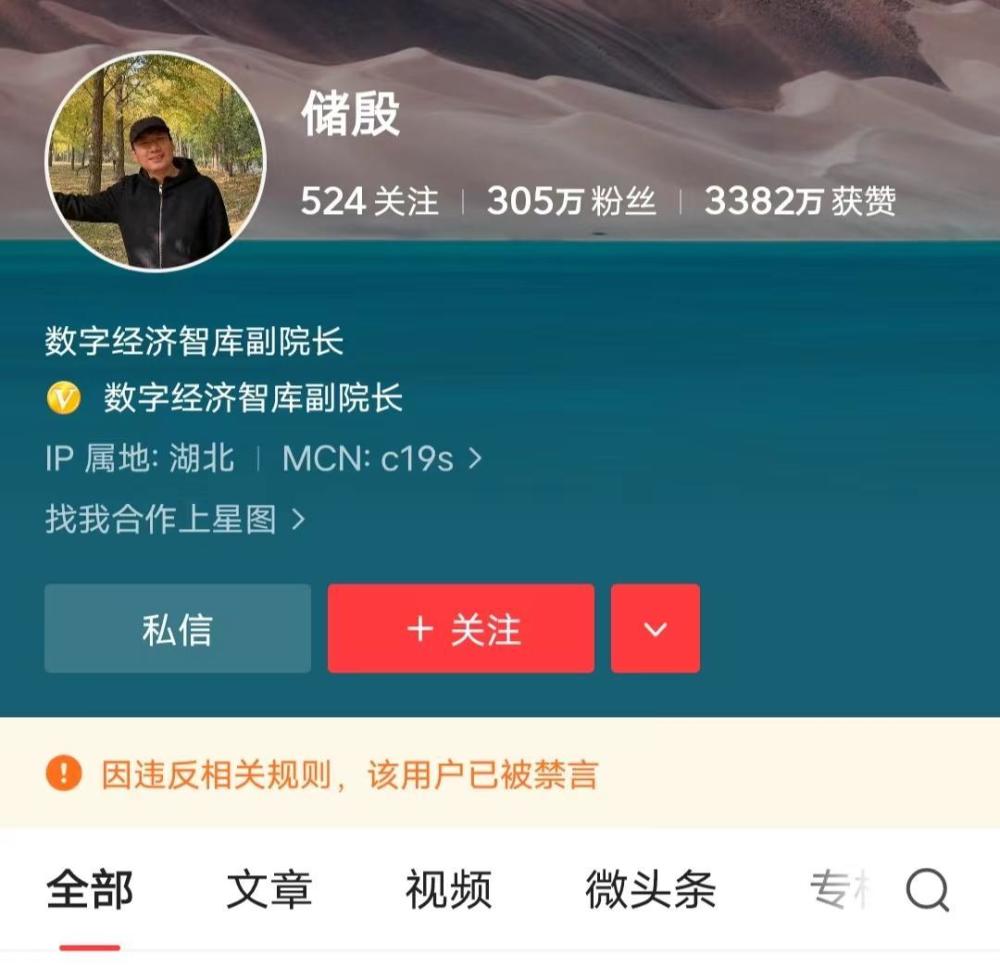 储殷
524 关注 | 305万 粉丝 | 3382万 获赞
数字经济智库副院长
V 数字经济智库副院长
IP 属地: 湖北 | MCN: c19s >
找我合作上星图 >
私信
+ 关注
! 因违反相关规则，该用户已被禁言
全部 文章 视频 微头条 专